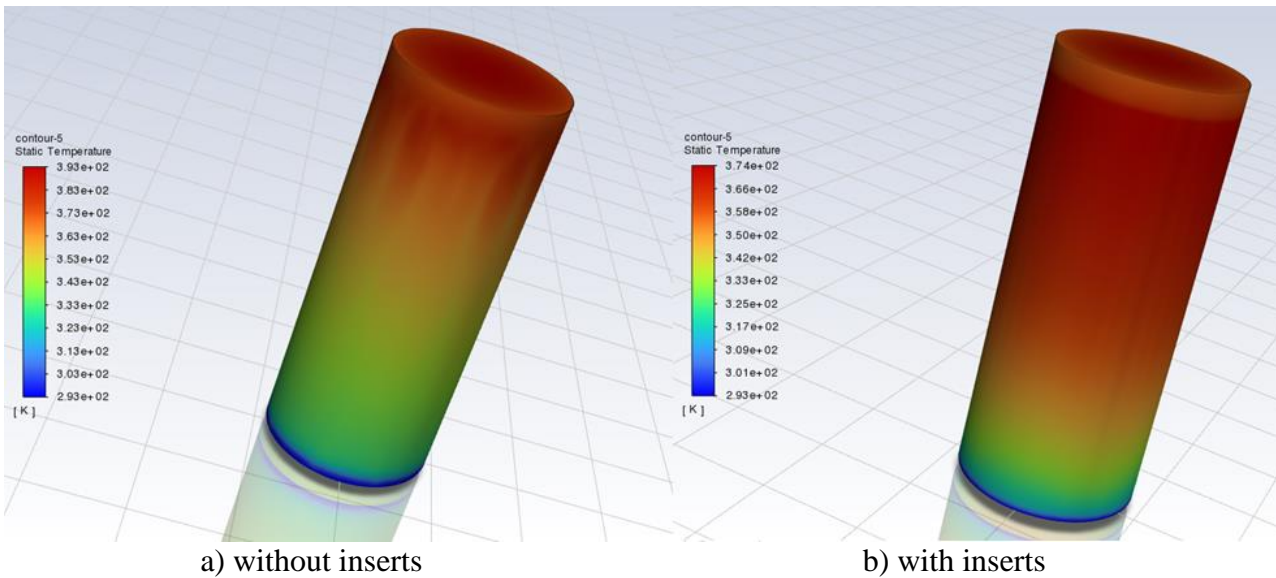 contour-5
Static Temperature
3.93e+02
3.83e+02
3.73e+02
3.63e+02
3.53e+02
3.43e+02
3.33e+02
3.23e+02
3.13e+02
3.03e+02
2.93e+02
[ K ]
contour-5
Static Temperature
3.74e+02
3.66e+02
3.58e+02
3.50e+02
3.42e+02
3.33e+02
3.25e+02
3.17e+02
3.09e+02
3.01e+02
2.93e+02
[ K ]
a) without inserts
b) with inserts